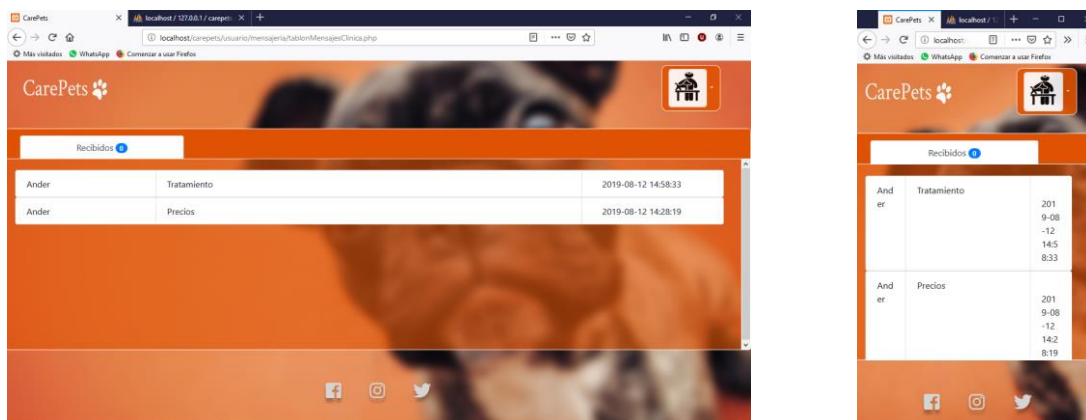 CarePets
localhost / 127.0.0.1 / carepets
localhost/carepets/usuario/mensajeria/tablonMensajesClinica.php
Más visitados WhatsApp Comenzar a usar Firefox
CarePets
Recibidos 0
Ander Tratamiento 2019-08-12 14:58:33
Ander Precios 2019-08-12 14:28:19
CarePets localhost / 12
localhost
Más visitados WhatsApp Comenzar a usar Firefox
CarePets
Recibidos 0
And Tratamiento
er 201
9-08
-12
14:5
8:33
And Precios
er 201
9-08
-12
14:2
8:19